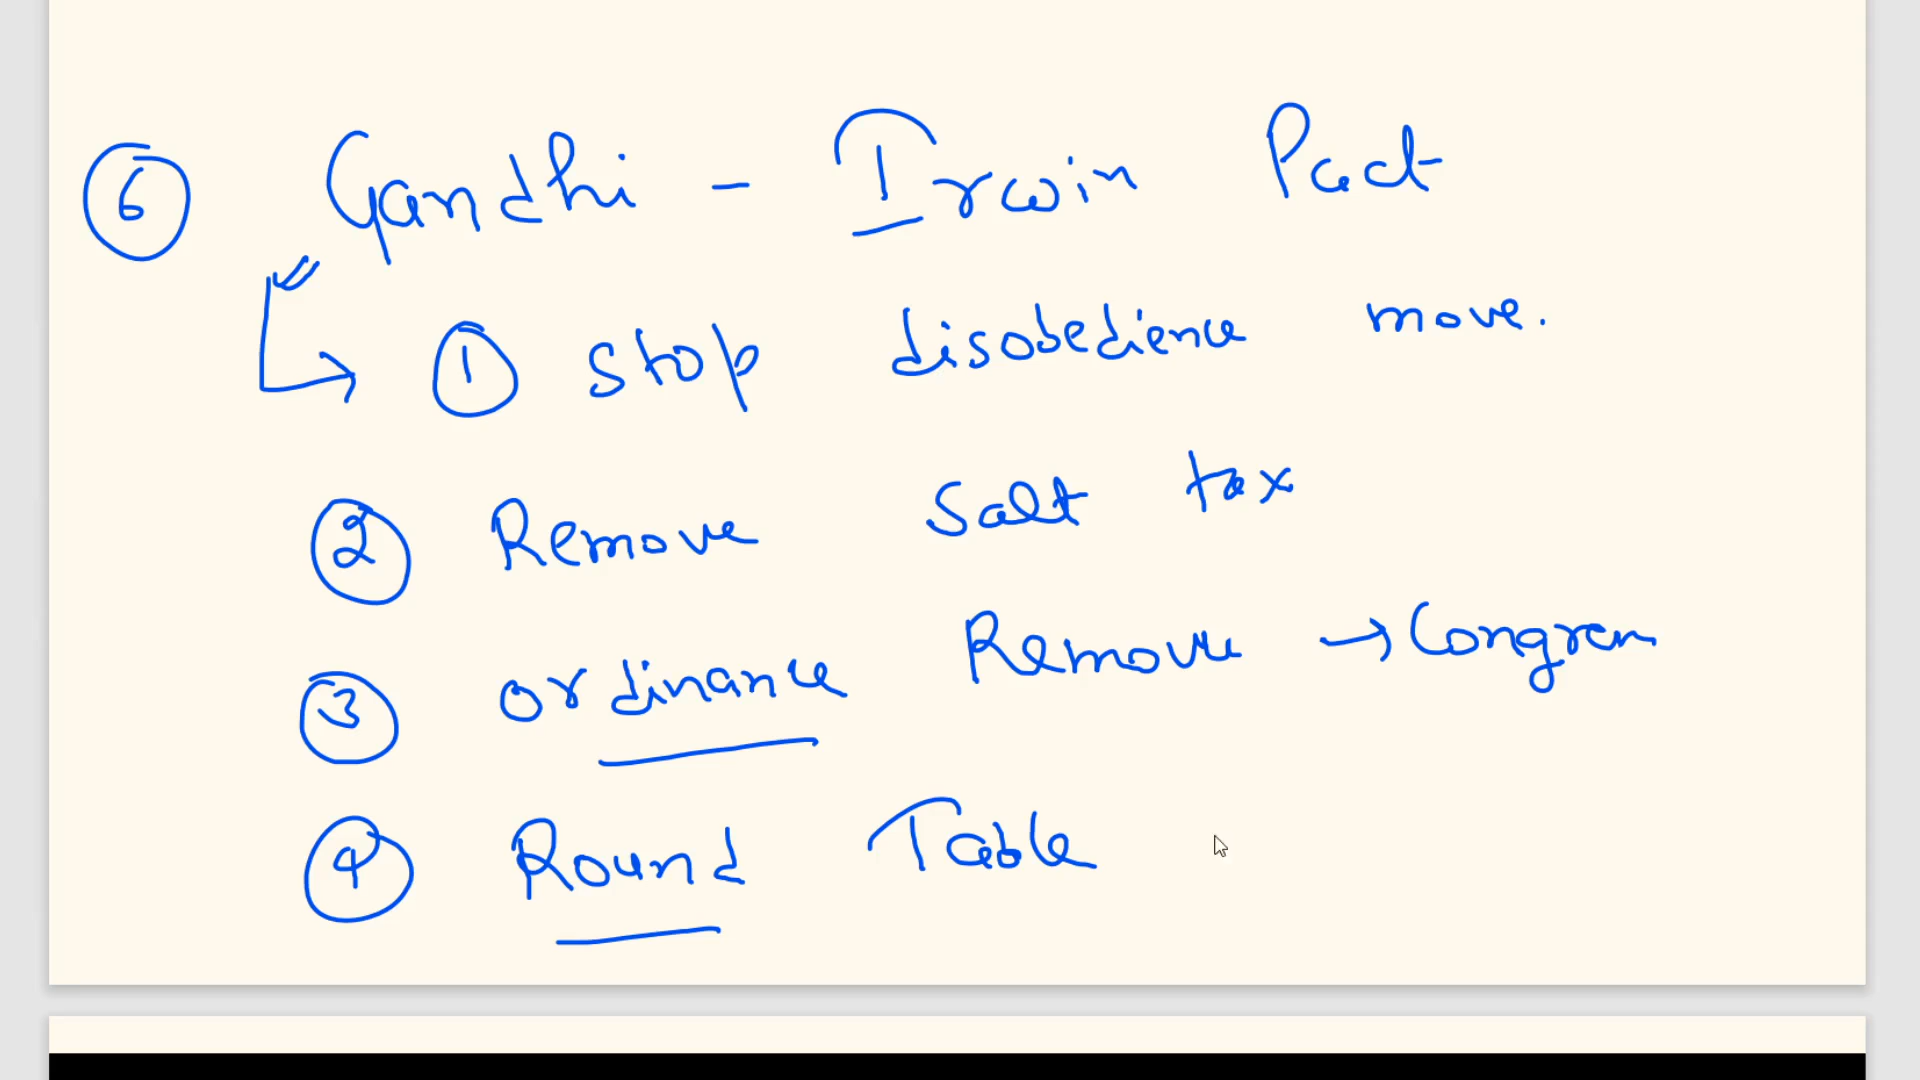 6 Gandhi - Irwin Pact
1 Stop disobedience move.
2 Remove Salt tax
3 ordinance Remove → Congress
4 Round Table